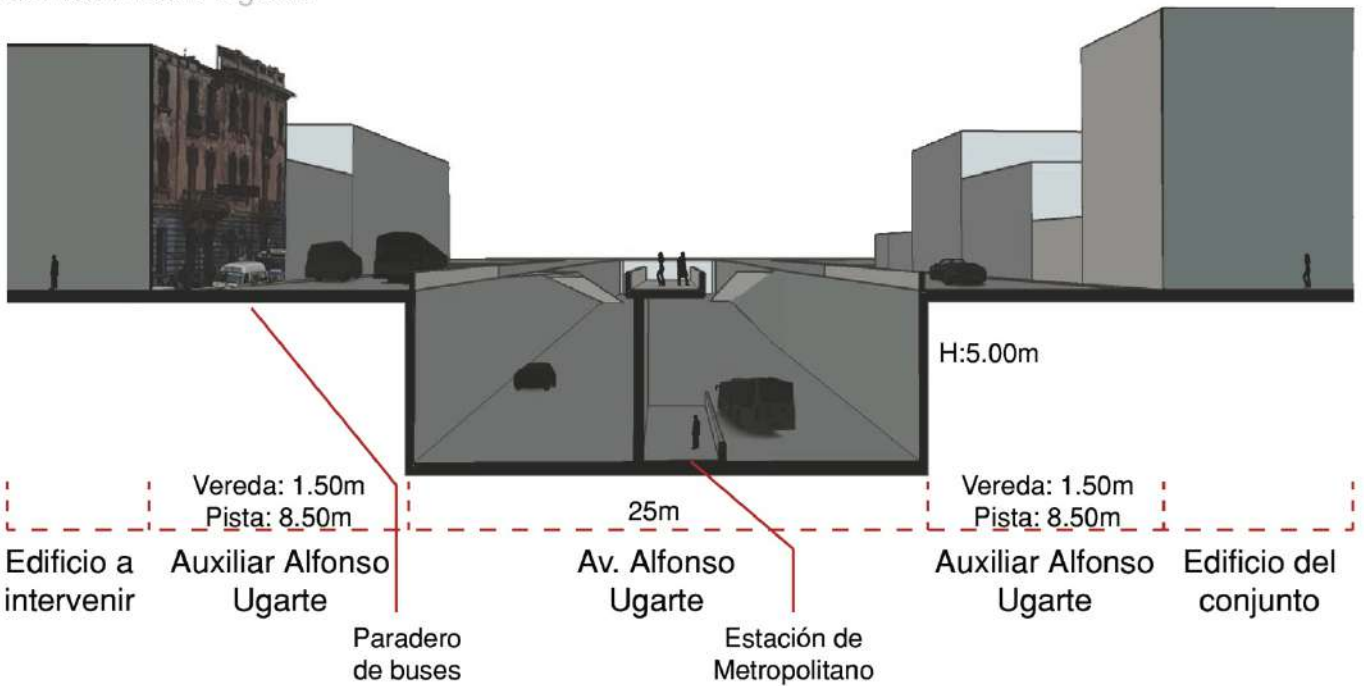 H:5.00m
Vereda: 1.50m
Pista: 8.50m
25m
Vereda: 1.50m
Pista: 8.50m
Edificio a
intervenir
Auxiliar Alfonso
Ugarte
Av. Alfonso
Ugarte
Auxiliar Alfonso
Ugarte
Edificio del
conjunto
Paradero
de buses
Estación de
Metropolitano